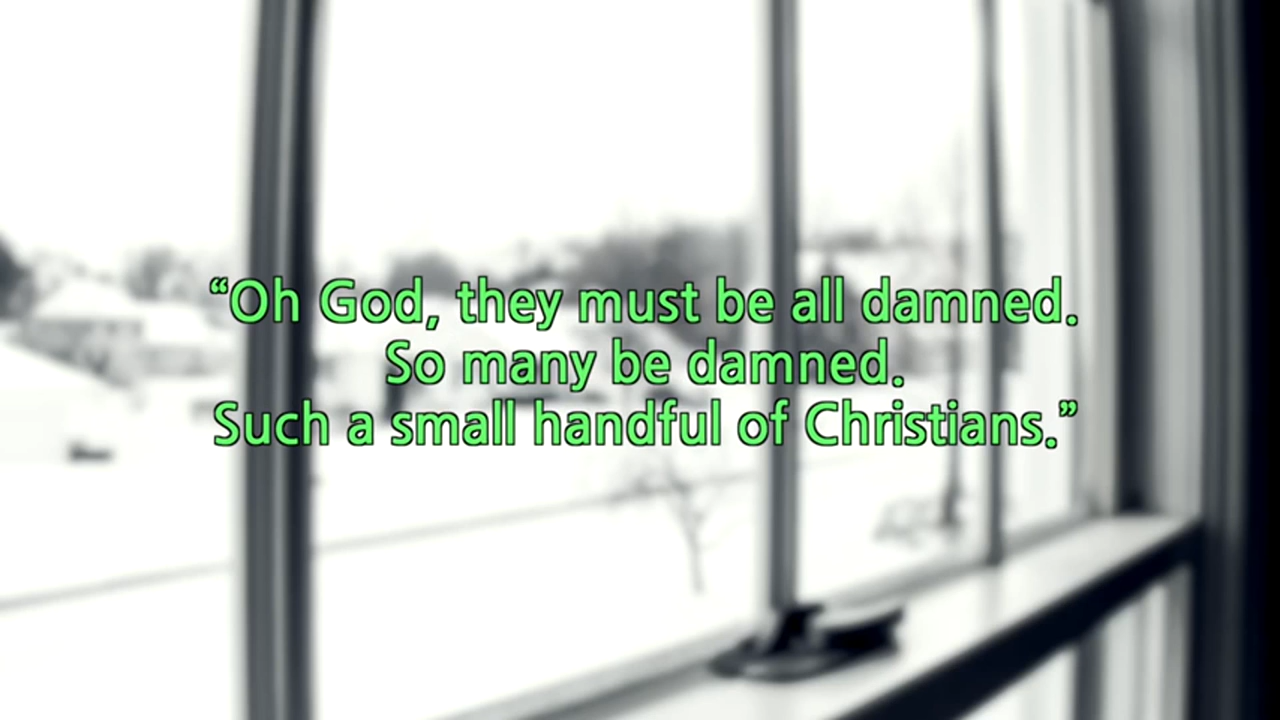 “Oh God, they must be all damned.
So many be damned.
Such a small handful of Christians.”